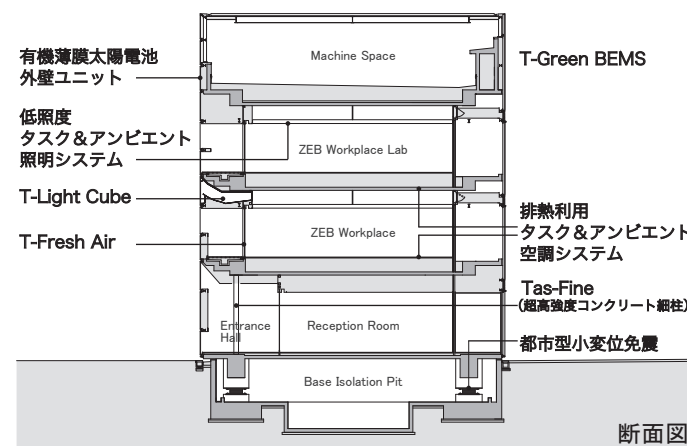 有機薄膜太陽電池
外壁ユニット
低照度
タスク＆アンビエント
照明システム
T-Light Cube
T-Fresh Air
Machine Space
ZEB Workplace Lab
ZEB Workplace
Entrance
Hall
Reception Room
Base Isolation Pit
T-Green BEMS
排熱利用
タスク＆アンビエント
空調システム
Tas-Fine
(超高強度コンクリート細柱)
都市型小変位免震
断面図